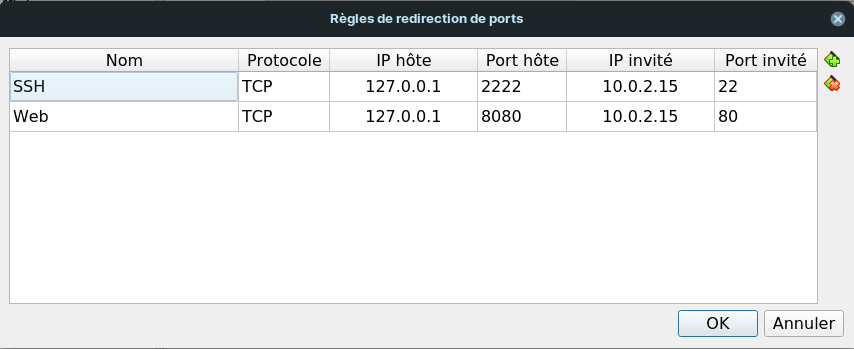 Règles de redirection de ports
Nom Protocole IP hôte Port hôte IP invité Port invité
SSH TCP 127.0.0.1 2222 10.0.2.15 22
Web TCP 127.0.0.1 8080 10.0.2.15 80
OK Annuler